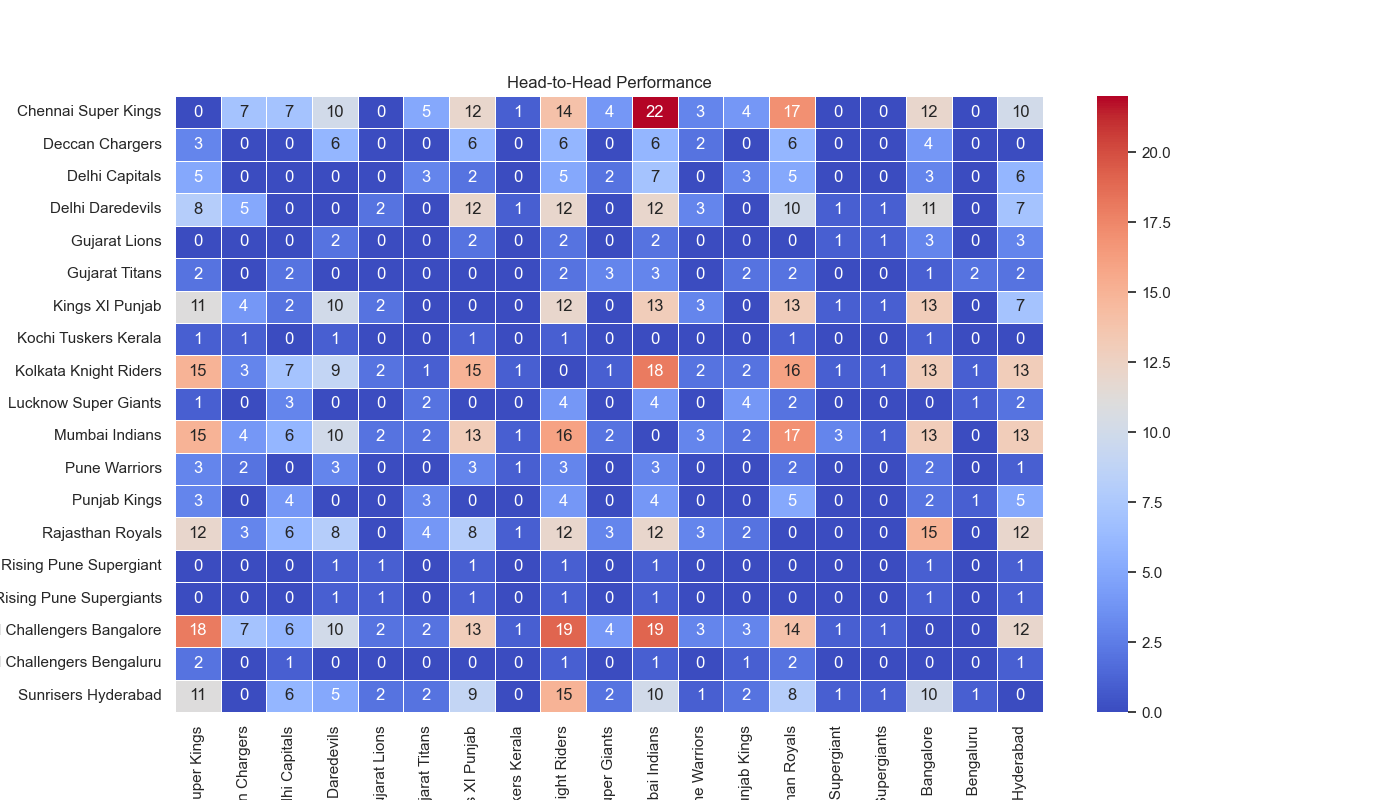 Head-to-Head Performance
Chennai Super Kings 0 7 7 10 0 5 12 1 14 4 22 3 4 17 0 0 12 0 10
Deccan Chargers 3 0 0 6 0 0 6 0 6 0 6 2 0 6 0 0 4 0 0
Delhi Capitals 5 0 0 0 0 3 2 0 5 2 7 0 3 5 0 0 3 0 6
Delhi Daredevils 8 5 0 0 2 0 12 1 12 0 12 3 0 10 1 1 11 0 7
Gujarat Lions 0 0 0 2 0 0 2 0 2 0 2 0 0 0 1 1 3 0 3
Gujarat Titans 2 0 2 0 0 0 0 0 2 3 3 0 2 2 0 0 1 2 2
Kings XI Punjab 11 4 2 10 2 0 0 0 12 0 13 3 0 13 1 1 13 0 7
Kochi Tuskers Kerala 1 1 0 1 0 0 1 0 1 0 0 0 0 1 0 0 1 0 0
Kolkata Knight Riders 15 3 7 9 2 1 15 1 0 1 18 2 2 16 1 1 13 1 13
Lucknow Super Giants 1 0 3 0 0 2 0 0 4 0 4 0 4 2 0 0 0 1 2
Mumbai Indians 15 4 6 10 2 2 13 1 16 2 0 3 2 17 3 1 13 0 13
Pune Warriors 3 2 0 3 0 0 3 1 3 0 3 0 0 2 0 0 2 0 1
Punjab Kings 3 0 4 0 0 3 0 0 4 0 4 0 0 5 0 0 2 1 5
Rajasthan Royals 12 3 6 8 0 4 8 1 12 3 12 3 2 0 0 0 15 0 12
Rising Pune Supergiant 0 0 0 1 1 0 1 0 1 0 1 0 0 0 0 0 1 0 1
Rising Pune Supergiants 0 0 0 1 1 0 1 0 1 0 1 0 0 0 0 0 1 0 1
Challengers Bangalore 18 7 6 10 2 2 13 1 19 4 19 3 3 14 1 1 0 0 12
Challengers Bengaluru 2 0 1 0 0 0 0 0 1 0 1 0 1 2 0 0 0 0 1
Sunrisers Hyderabad 11 0 6 5 2 2 9 0 15 2 10 1 2 8 1 1 10 1 0
uper Kings
n Chargers
lhi Capitals
Daredevils
ujarat Lions
jarat Titans
s XI Punjab
kers Kerala
ight Riders
uper Giants
bai Indians
ne Warriors
unjab Kings
han Royals
Supergiant
Supergiants
Bangalore
Bengaluru
Hyderabad
20.0
17.5
15.0
12.5
10.0
7.5
5.0
2.5
0.0